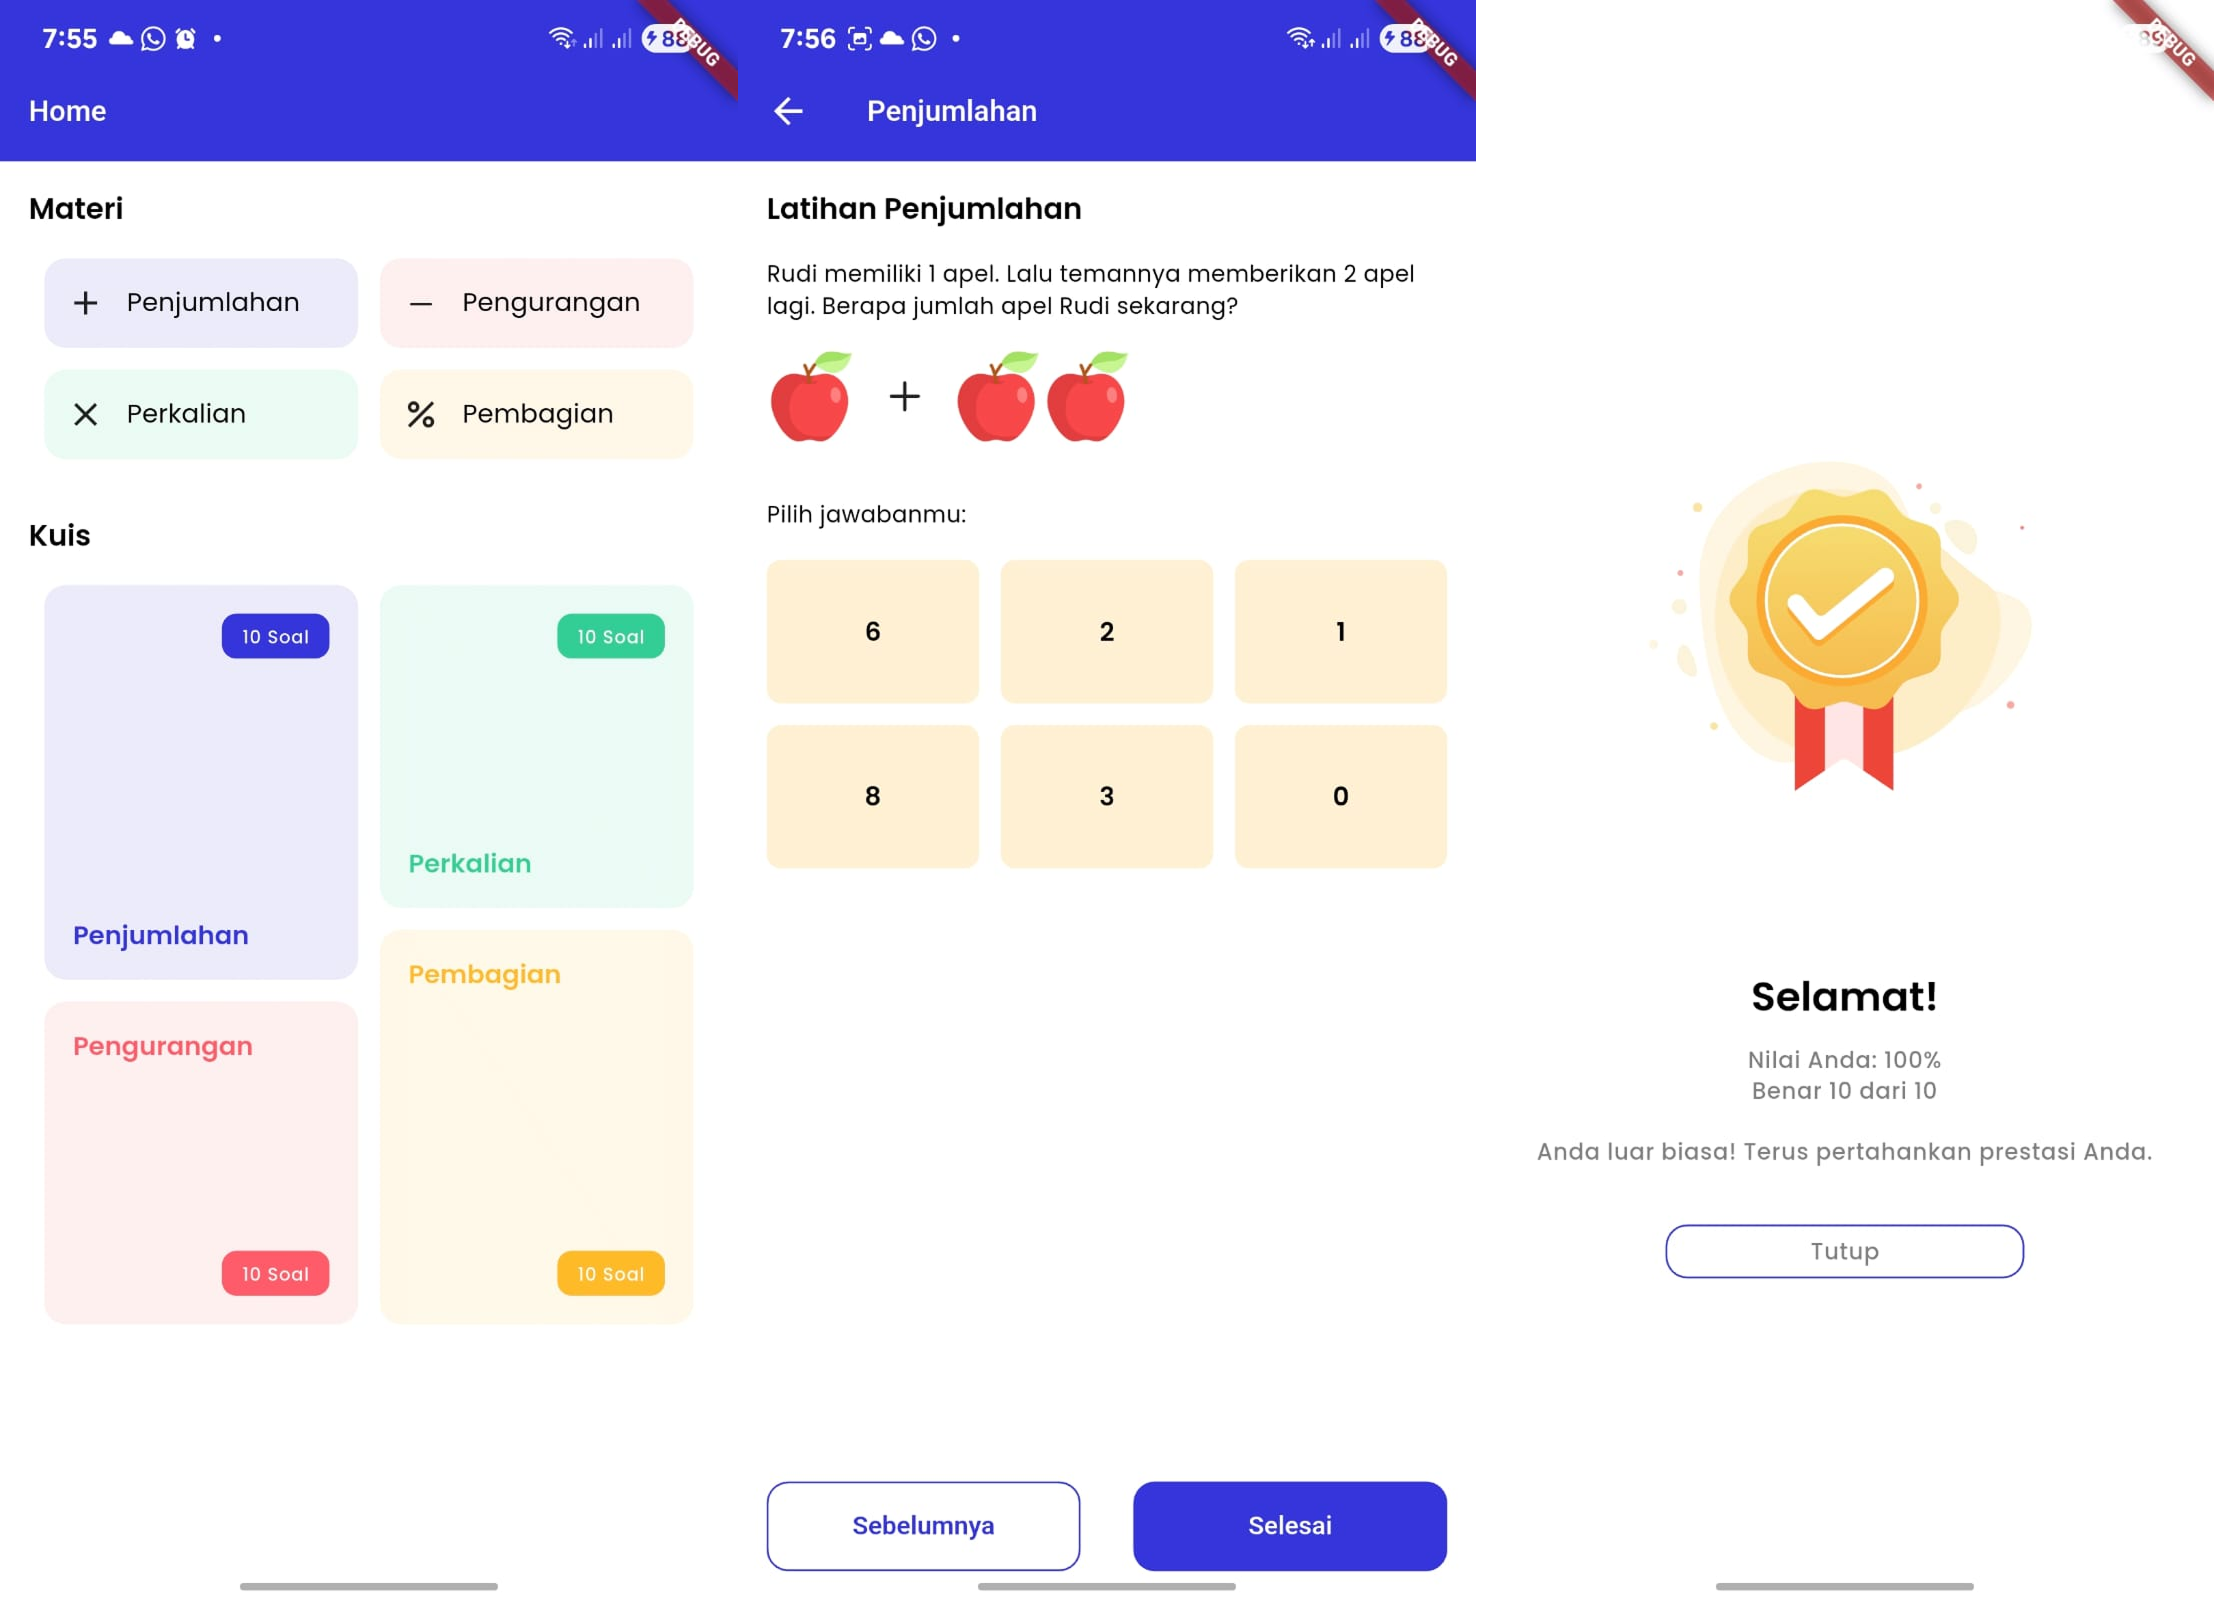 7:55
88
DEBUG
Home
Materi
+ Penjumlahan
− Pengurangan
× Perkalian
% Pembagian
Kuis
10 Soal
Penjumlahan
10 Soal
Perkalian
Pengurangan
10 Soal
Pembagian
10 Soal
7:56
88
DEBUG
Penjumlahan
Latihan Penjumlahan
Rudi memiliki 1 apel. Lalu temannya memberikan 2 apel
lagi. Berapa jumlah apel Rudi sekarang?
+
Pilih jawabanmu:
6 2 1
8 3 0
Sebelumnya
Selesai
DEBUG
Selamat!
Nilai Anda: 100%
Benar 10 dari 10
Anda luar biasa! Terus pertahankan prestasi Anda.
Tutup